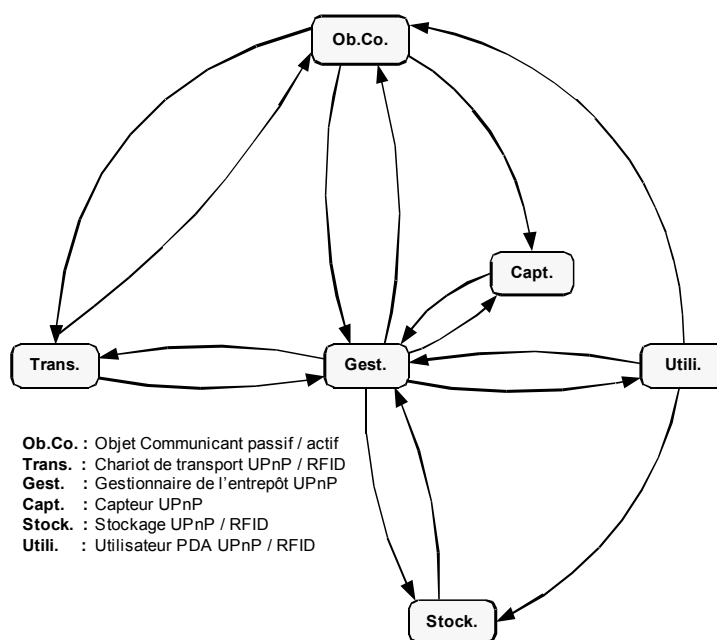 Ob.Co.
Capt.
Trans.
Gest.
Utili.
Ob.Co. : Objet Communicant passif / actif
Trans. : Chariot de transport UPnP / RFID
Gest. : Gestionnaire de l'entrepôt UPnP
Capt. : Capteur UPnP
Stock. : Stockage UPnP / RFID
Utili. : Utilisateur PDA UPnP / RFID
Stock.